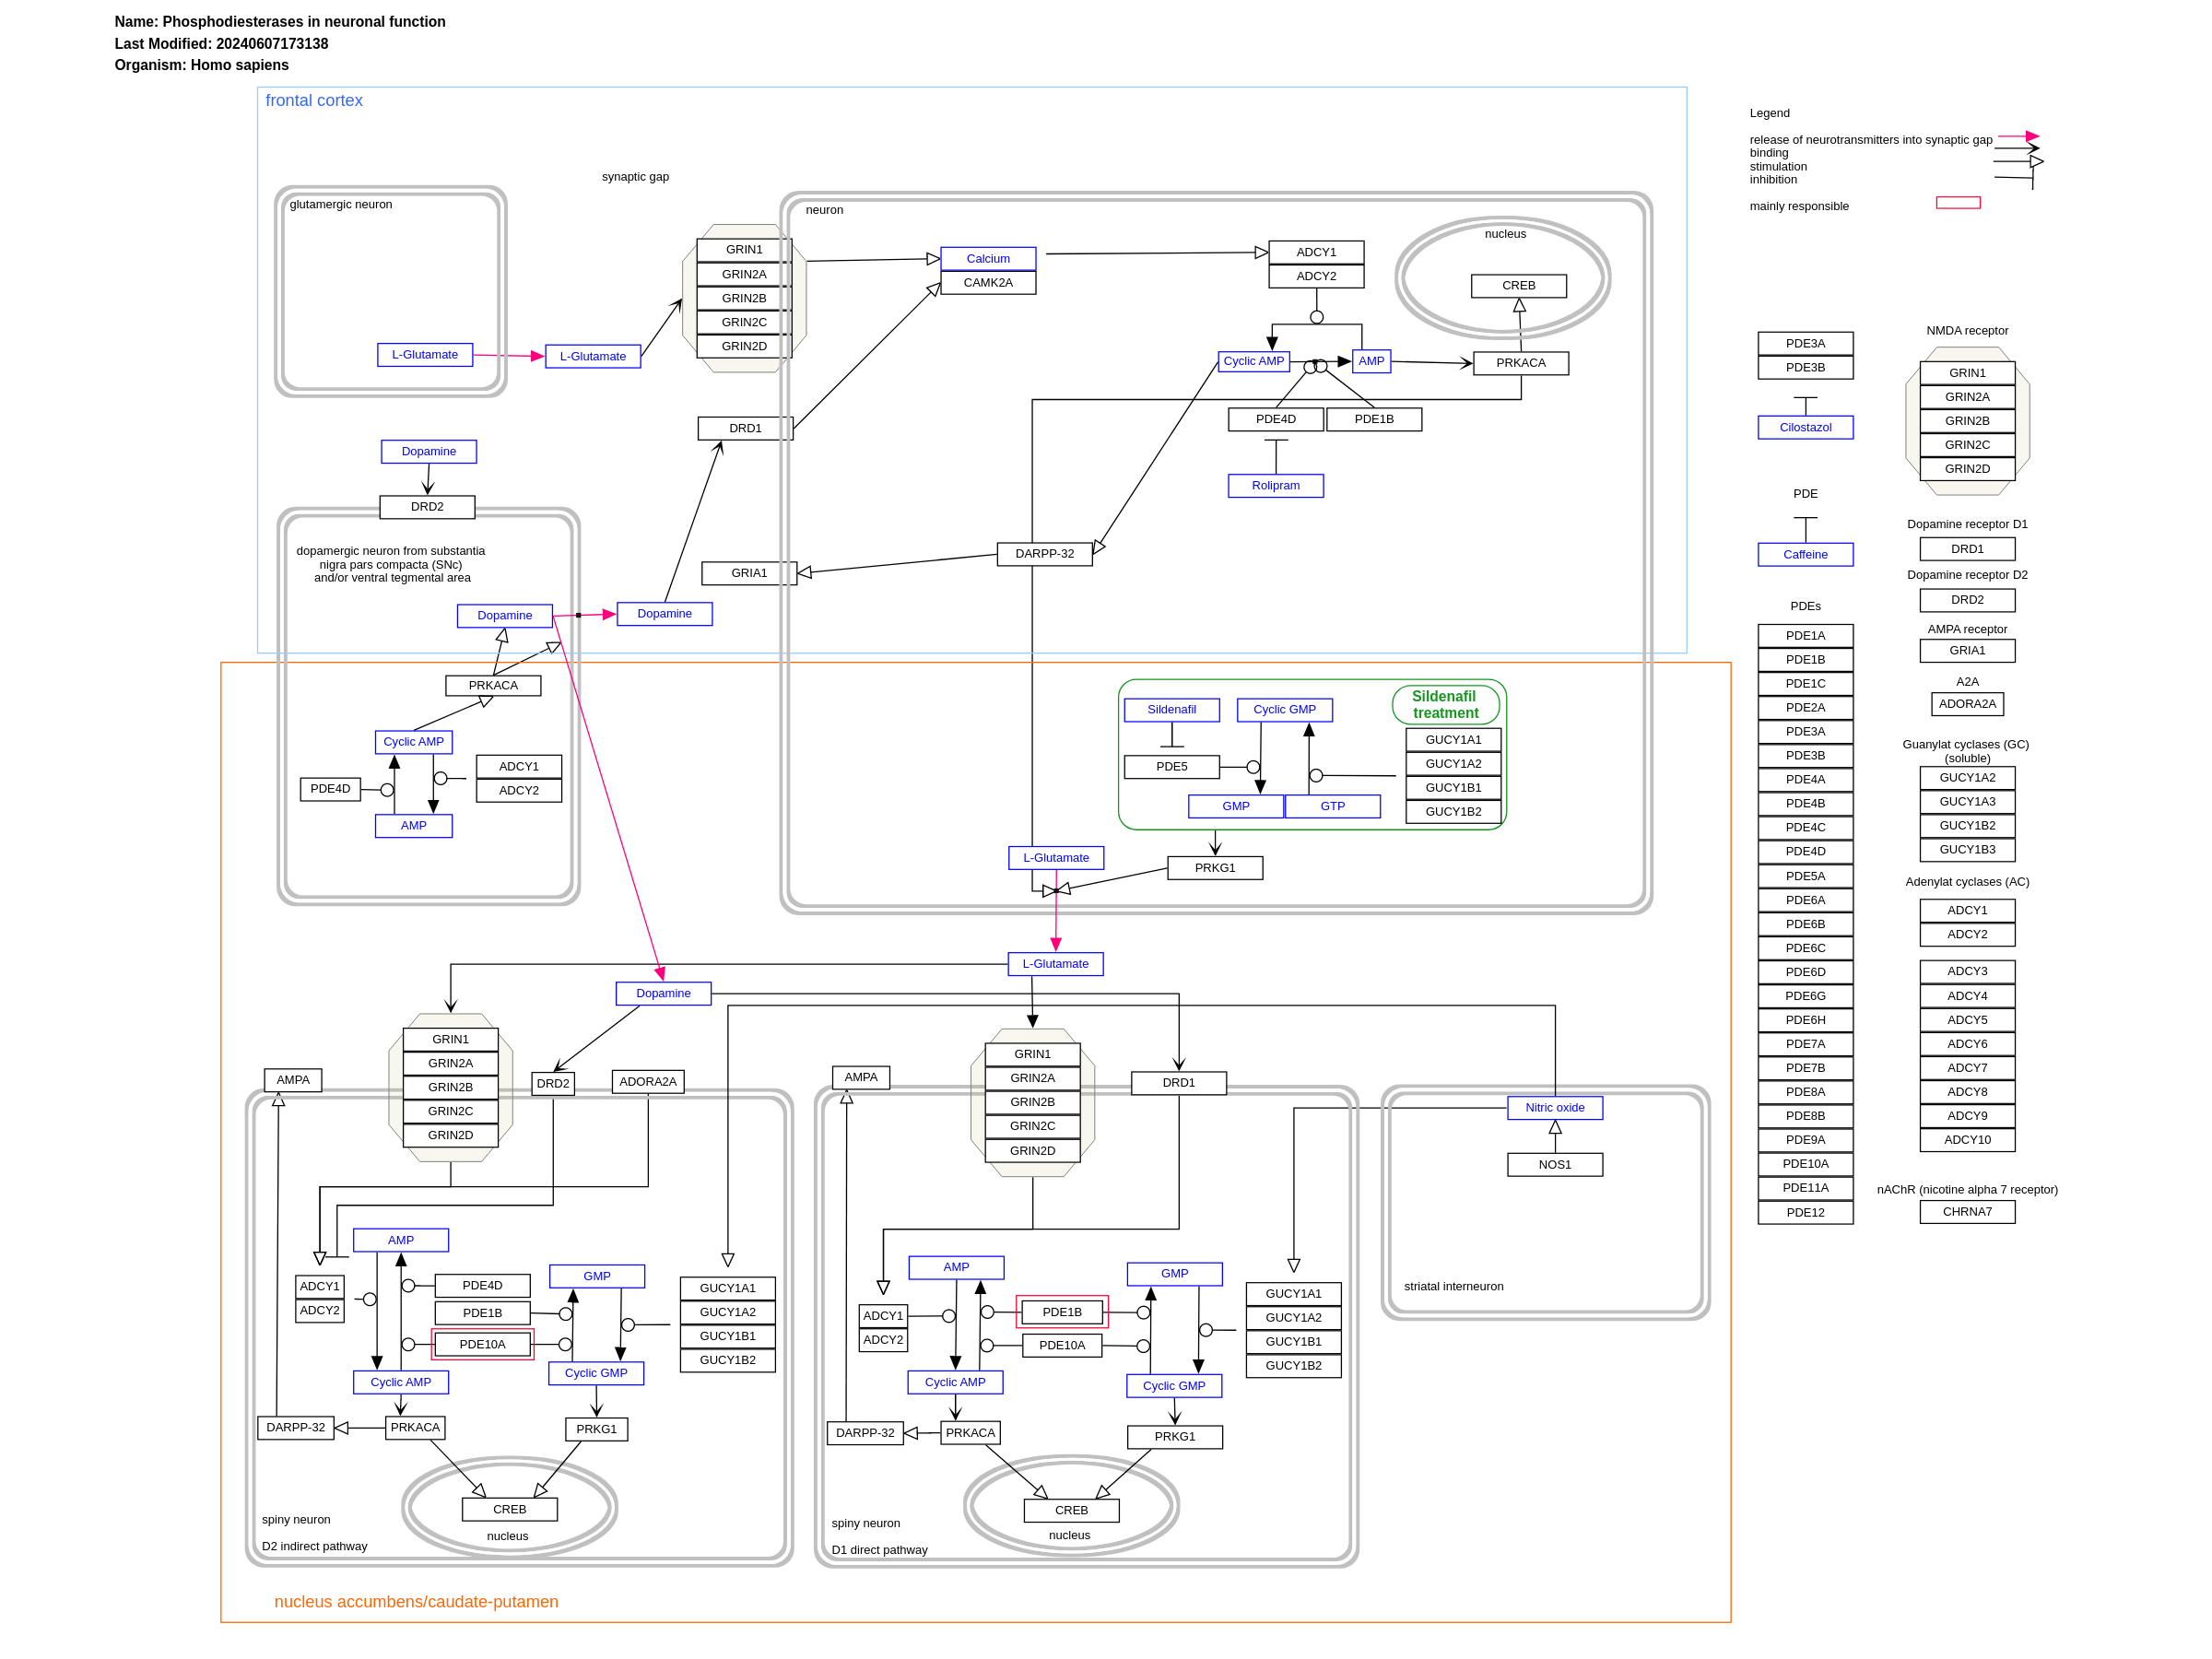 Name: Phosphodiesterases in neuronal function
Last Modified: 20240607173138
Organism: Homo sapiens
frontal cortex
synaptic gap
glutamergic neuron
L-Glutamate
L-Glutamate
GRIN1
GRIN2A
GRIN2B
GRIN2C
GRIN2D
neuron
Calcium
CAMK2A
ADCY1
ADCY2
nucleus
CREB
Cyclic AMP
AMP
PRKACA
PDE4D
PDE1B
Rolipram
DRD1
Dopamine
DRD2
dopamergic neuron from substantia
nigra pars compacta (SNc)
and/or ventral tegmental area
Dopamine
Dopamine
GRIA1
DARPP-32
PRKACA
Cyclic AMP
PDE4D
ADCY1
ADCY2
AMP
Sildenafil
treatment
Sildenafil
Cyclic GMP
PDE5
GMP
GTP
GUCY1A1
GUCY1A2
GUCY1B1
GUCY1B2
L-Glutamate
PRKG1
L-Glutamate
Dopamine
AMPA
GRIN1
GRIN2A
GRIN2B
GRIN2C
GRIN2D
DRD2
ADORA2A
AMP
ADCY1
ADCY2
PDE4D
PDE1B
PDE10A
GMP
GUCY1A1
GUCY1A2
GUCY1B1
GUCY1B2
Cyclic AMP
Cyclic GMP
DARPP-32
PRKACA
PRKG1
CREB
nucleus
spiny neuron
D2 indirect pathway
AMPA
GRIN1
GRIN2A
GRIN2B
GRIN2C
GRIN2D
DRD1
AMP
ADCY1
ADCY2
PDE1B
PDE10A
GMP
GUCY1A1
GUCY1A2
GUCY1B1
GUCY1B2
Cyclic AMP
Cyclic GMP
DARPP-32
PRKACA
PRKG1
CREB
nucleus
spiny neuron
D1 direct pathway
Nitric oxide
NOS1
striatal interneuron
nucleus accumbens/caudate-putamen
Legend
release of neurotransmitters into synaptic gap
binding
stimulation
inhibition
mainly responsible
PDE3A
PDE3B
Cilostazol
PDE
Caffeine
PDEs
PDE1A
PDE1B
PDE1C
PDE2A
PDE3A
PDE3B
PDE4A
PDE4B
PDE4C
PDE4D
PDE5A
PDE6A
PDE6B
PDE6C
PDE6D
PDE6G
PDE6H
PDE7A
PDE7B
PDE8A
PDE8B
PDE9A
PDE10A
PDE11A
PDE12
NMDA receptor
GRIN1
GRIN2A
GRIN2B
GRIN2C
GRIN2D
Dopamine receptor D1
DRD1
Dopamine receptor D2
DRD2
AMPA receptor
GRIA1
A2A
ADORA2A
Guanylat cyclases (GC)
(soluble)
GUCY1A2
GUCY1A3
GUCY1B2
GUCY1B3
Adenylat cyclases (AC)
ADCY1
ADCY2
ADCY3
ADCY4
ADCY5
ADCY6
ADCY7
ADCY8
ADCY9
ADCY10
nAChR (nicotine alpha 7 receptor)
CHRNA7